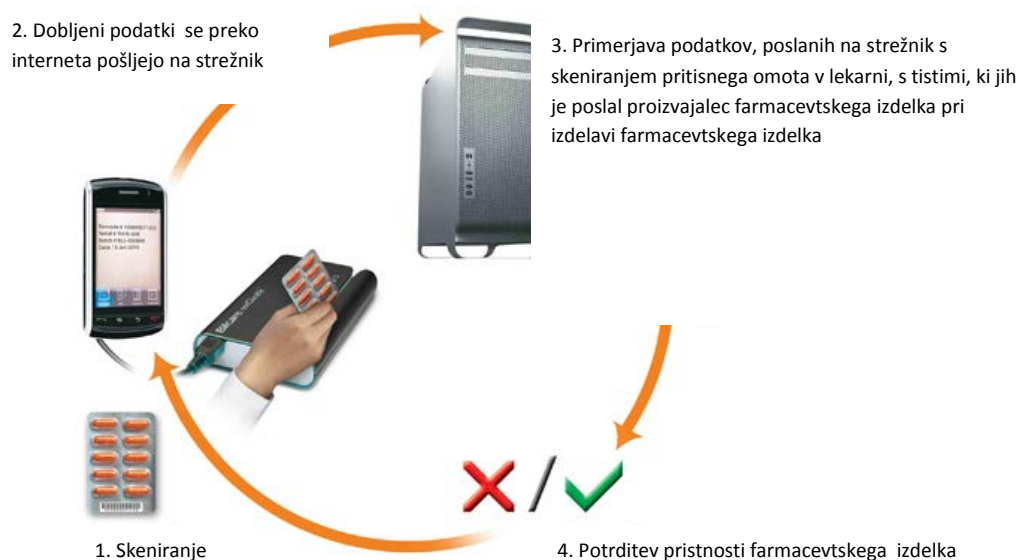 2. Dobljeni podatki se preko
interneta pošljejo na strežnik
3. Primerjava podatkov, poslanih na strežnik s
skeniranjem pritisnega omota v lekarni, s tistimi, ki jih
je poslal proizvajalec farmacevtskega izdelka pri
izdelavi farmacevtskega izdelka
Bilcare
1. Skeniranje
4. Potrditev pristnosti farmacevtskega izdelka